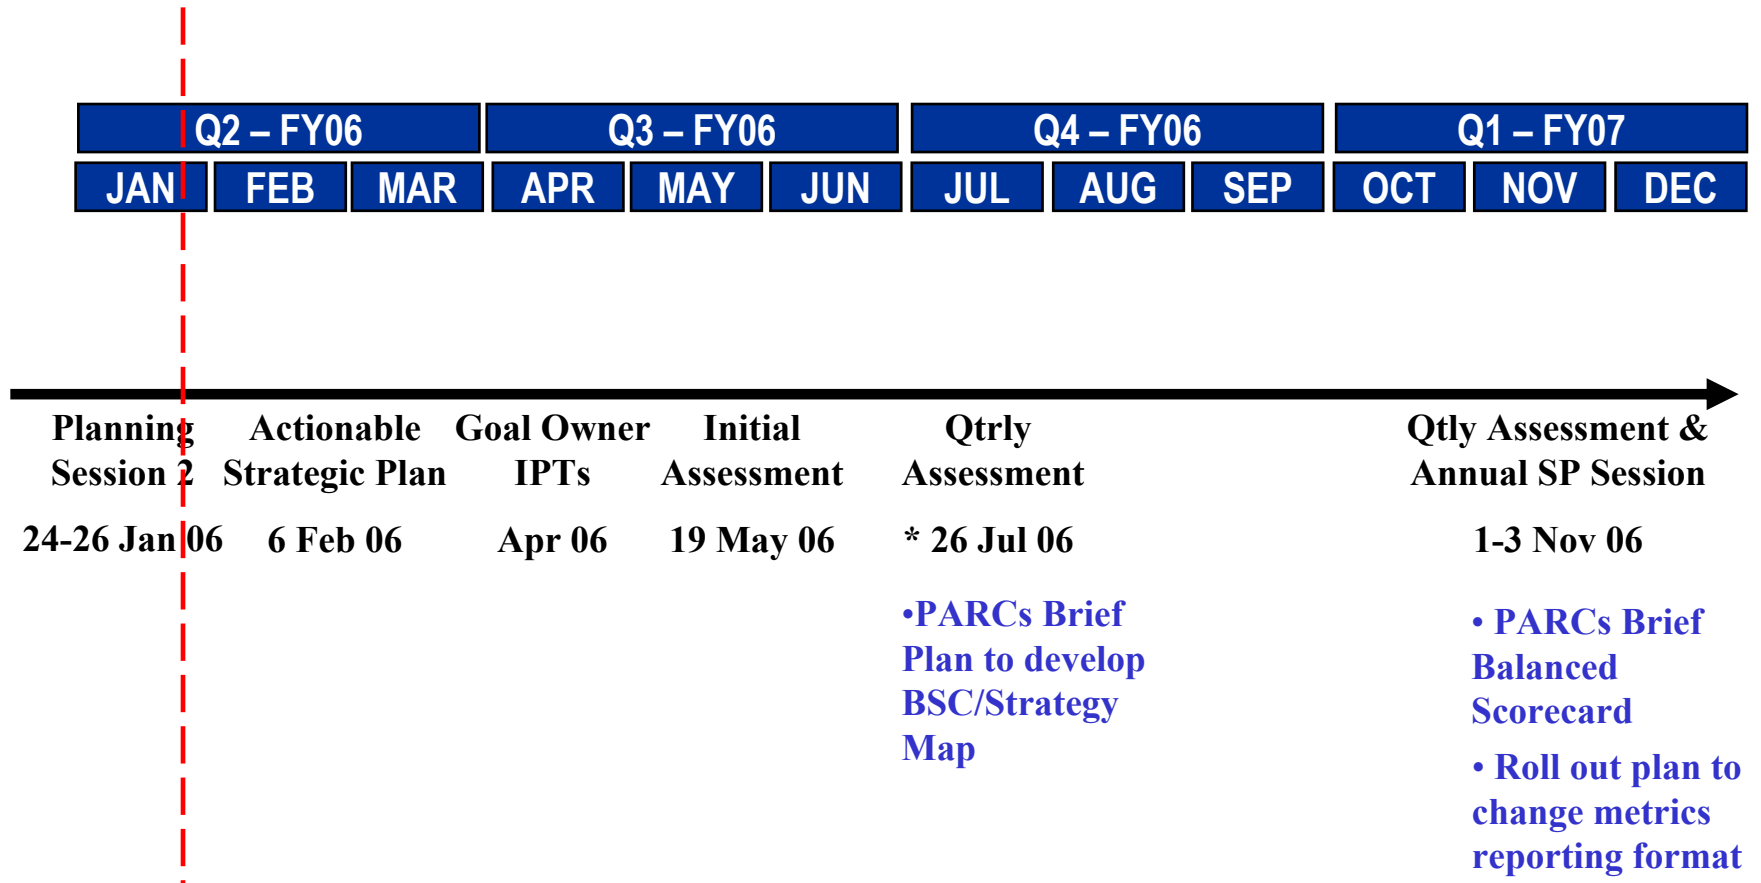 Q2 – FY06
Q3 – FY06
Q4 – FY06
Q1 – FY07
JAN
FEB
MAR
APR
MAY
JUN
JUL
AUG
SEP
OCT
NOV
DEC
Planning
Session 2
24-26 Jan 06
Actionable
Strategic Plan
6 Feb 06
Goal Owner
IPTs
Apr 06
Initial
Assessment
19 May 06
Qtrly
Assessment
* 26 Jul 06
•PARCs Brief
Plan to develop
BSC/Strategy
Map
Qtly Assessment &
Annual SP Session
1-3 Nov 06
• PARCs Brief
Balanced
Scorecard
• Roll out plan to
change metrics
reporting format